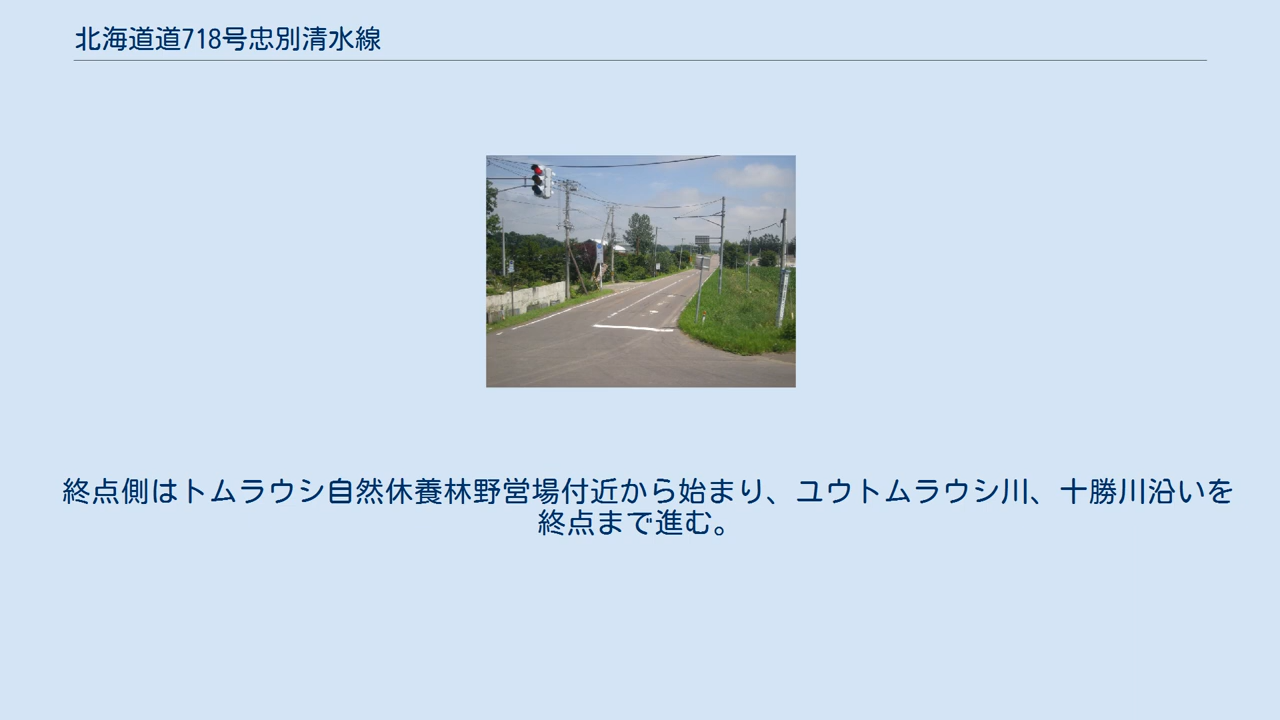 北海道道718号忠別清水線
終点側はトムラウシ自然休養林野営場付近から始まり、ユウトムラウシ川、十勝川沿いを
終点まで進む。